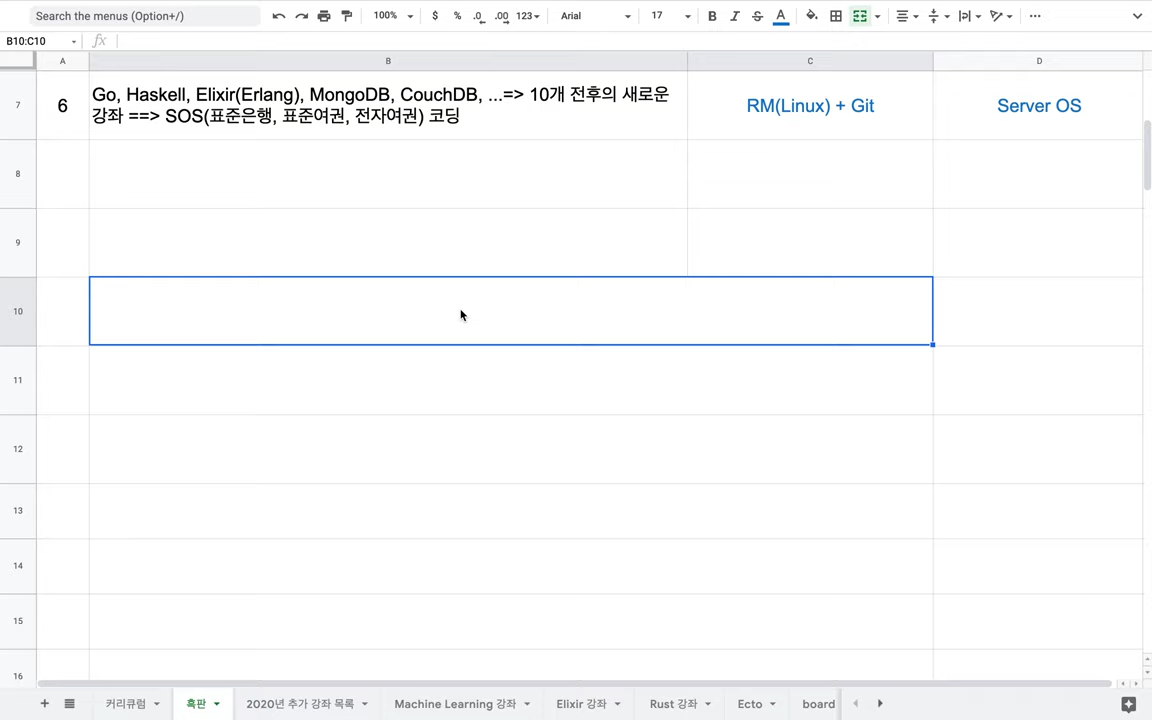 Search the menus (Option+/)
100%
$ % .0 .00 123
Arial
17
B I S A
B10:C10
fx
A B C D
7
6
Go, Haskell, Elixir(Erlang), MongoDB, CouchDB, ...=> 10개 전후의 새로운
강좌 ==> SOS(표준은행, 표준여권, 전자여권) 코딩
RM(Linux) + Git
Server OS
8
9
10
11
12
13
14
15
16
커리큐럼
흑판
2020년 추가 강좌 목록
Machine Learning 강좌
Elixir 강좌
Rust 강좌
Ecto
board